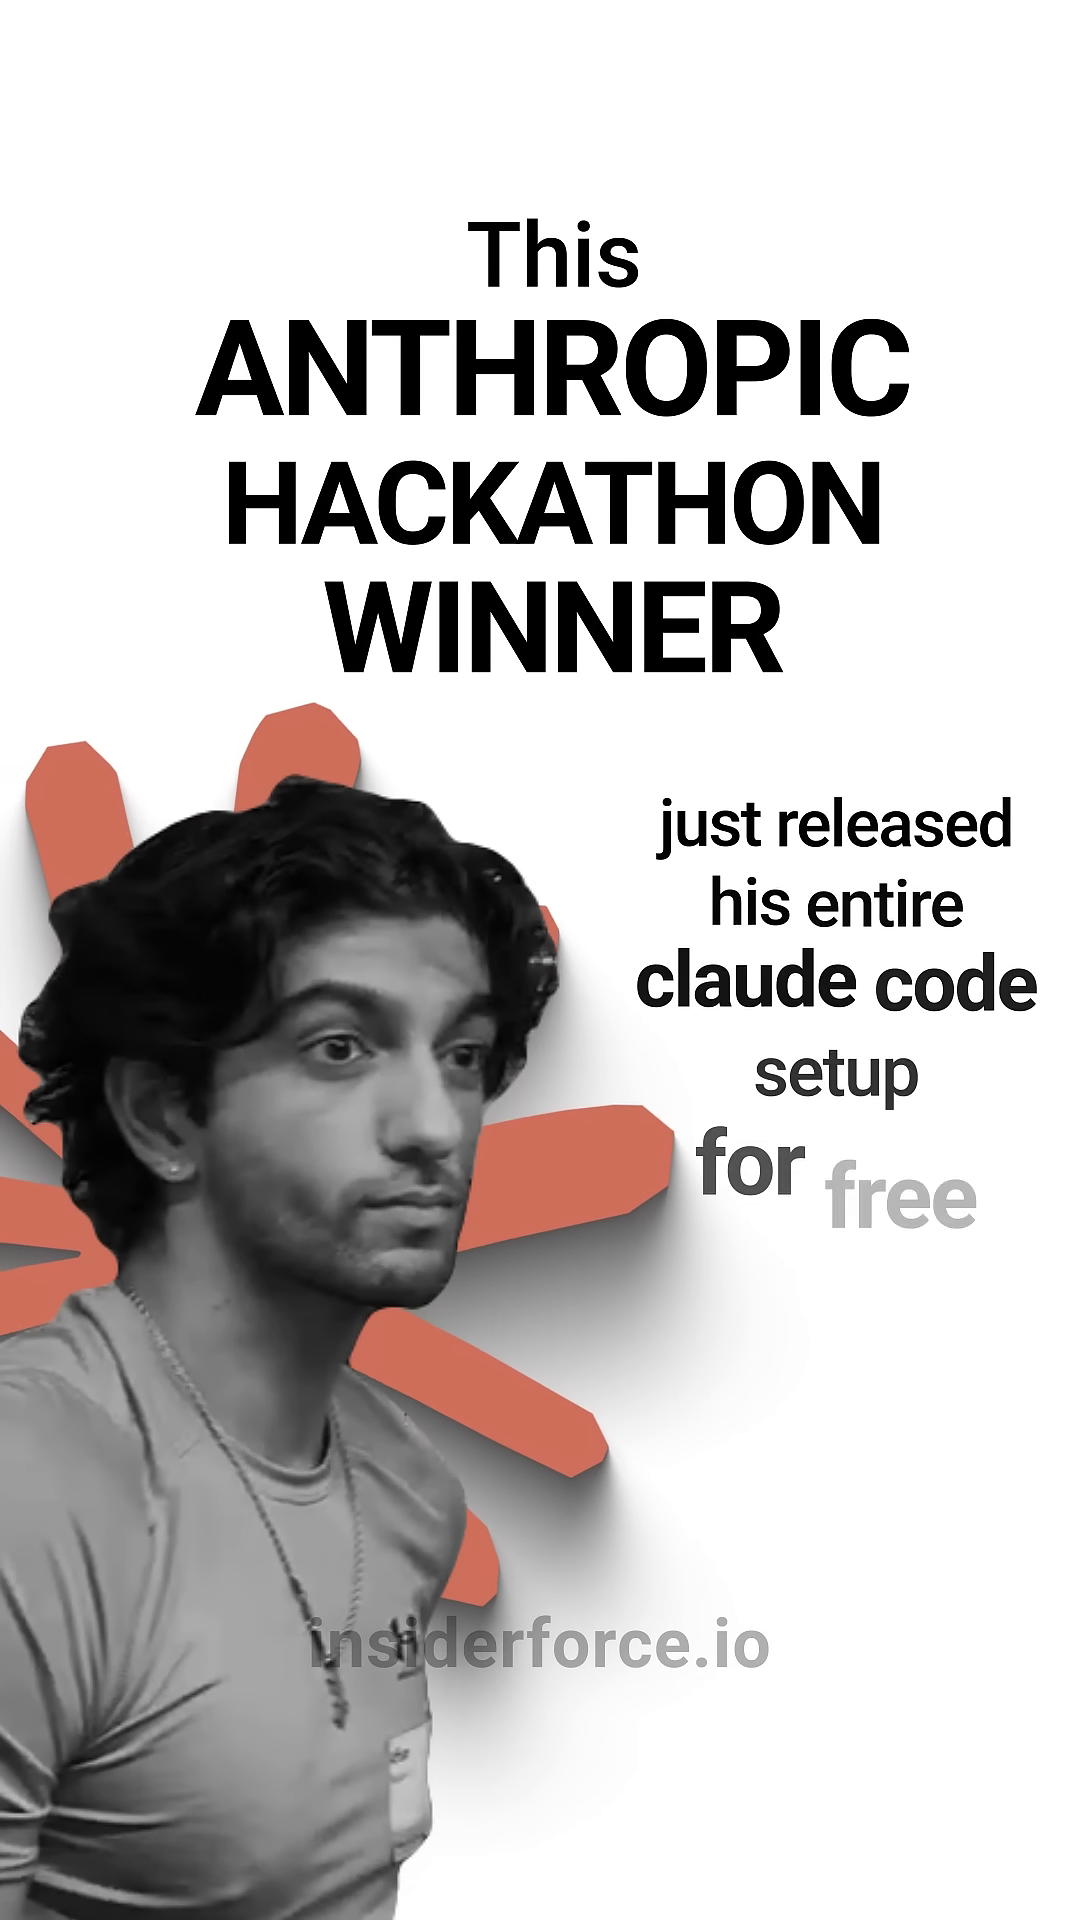 This
ANTHROPIC
HACKATHON
WINNER
just released
his entire
claude code
setup
for free
insiderforce.io